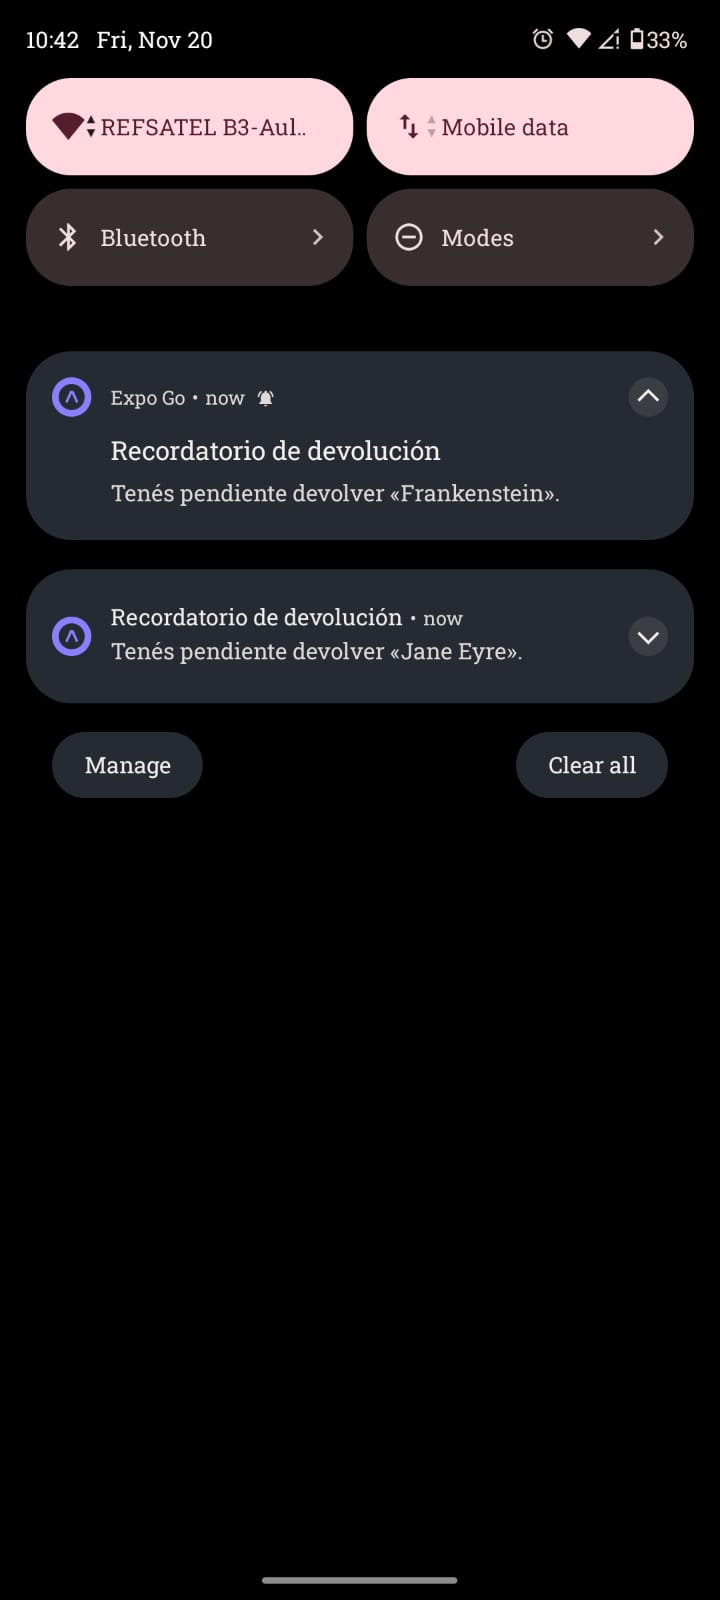 10:42 Fri, Nov 20 33%
REFSATEL B3-Aul.. Mobile data
Bluetooth Modes
Expo Go • now
Recordatorio de devolución
Tenés pendiente devolver «Frankenstein».
Recordatorio de devolución • now
Tenés pendiente devolver «Jane Eyre».
Manage Clear all